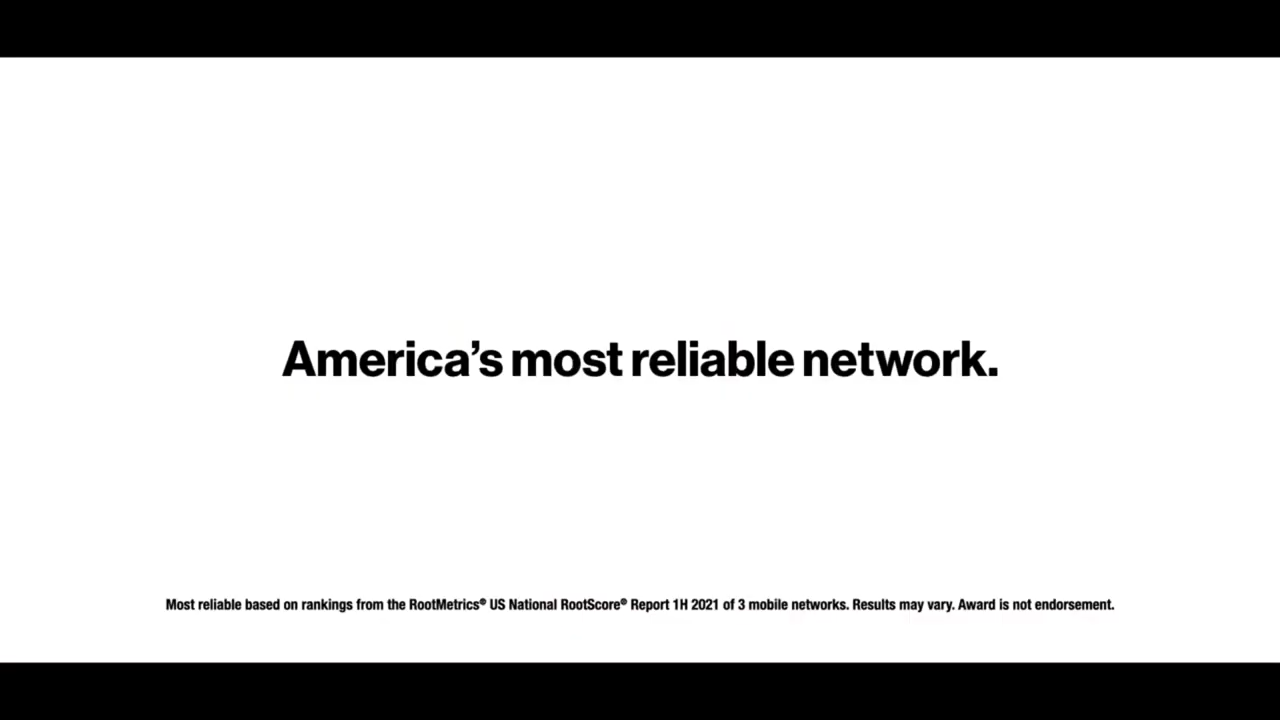 America’s most reliable network.
Most reliable based on rankings from the RootMetrics® US National RootScore® Report 1H 2021 of 3 mobile networks. Results may vary. Award is not endorsement.